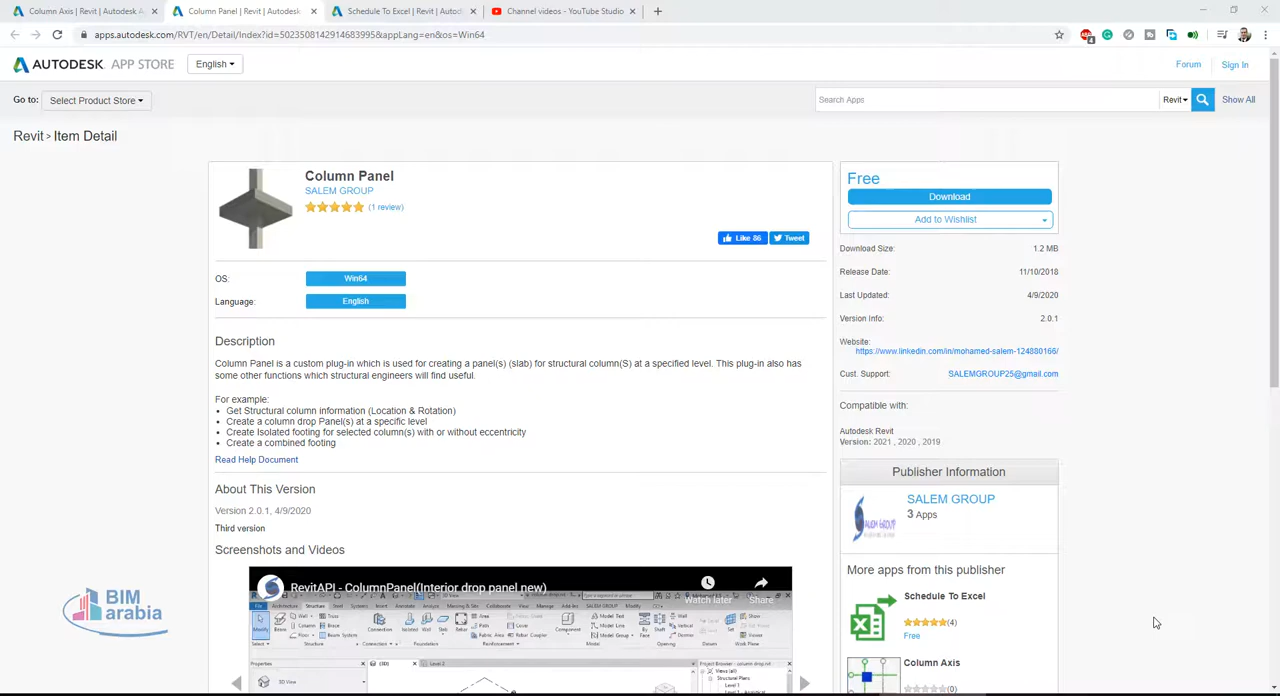 Column Axis | Revit | Autodesk A
Column Panel | Revit | Autodesk
Schedule To Excel | Revit | Autod
Channel videos - YouTube Studio
apps.autodesk.com/RVT/en/Detail/Index?id=5023508142914683995&appLang=en&os=Win64
AUTODESK APP STORE
English
Forum
Sign In
Go to:
Select Product Store
Search Apps
Revit
Show All
Revit > Item Detail
Column Panel
SALEM GROUP
(1 review)
Like 86
Tweet
OS:
Win64
Language:
English
Description
Column Panel is a custom plug-in which is used for creating a panel(s) (slab) for structural column(S) at a specified level. This plug-in also has
some other functions which structural engineers will find useful.
For example:
Get Structural column information (Location & Rotation)
Create a column drop Panel(s) at a specific level
Create Isolated footing for selected column(s) with or without eccentricity
Create a combined footing
Read Help Document
About This Version
Version 2.0.1, 4/9/2020
Third version
Screenshots and Videos
RevitAPI - ColumnPanel(Interior drop panel new)
Watch later
Share
Properties
3D View
(3D)
Level 2
BIM
arabia
Free
Download
Add to Wishlist
Download Size:
1.2 MB
Release Date:
11/10/2018
Last Updated:
4/9/2020
Version Info:
2.0.1
Website:
https://www.linkedin.com/in/mohamed-salem-124880166/
Cust. Support:
SALEMGROUP25@gmail.com
Compatible with:
Autodesk Revit
Version: 2021 , 2020 , 2019
Publisher Information
SALEM GROUP
3 Apps
More apps from this publisher
Schedule To Excel
(4)
Free
Column Axis
(0)